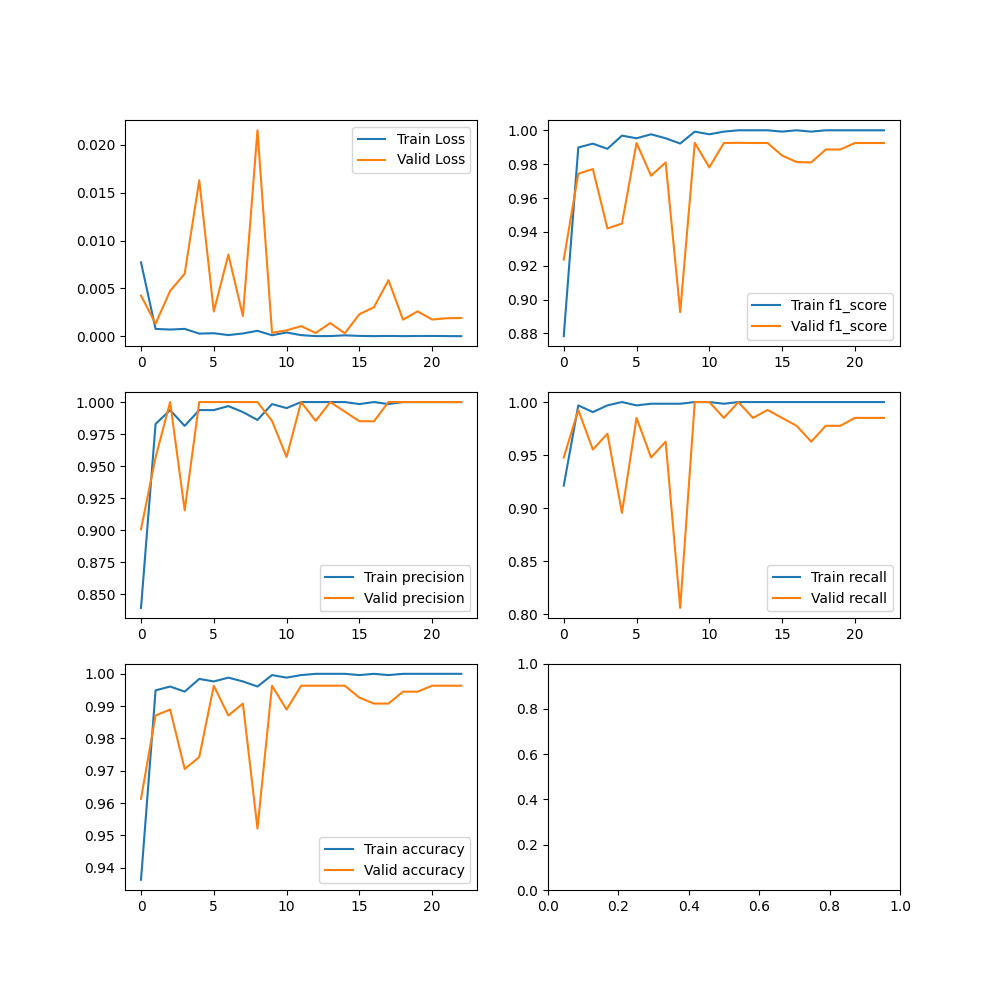 0.020
0.015
0.010
0.005
0.000
Train Loss
Valid Loss
0 5 10 15 20
1.00
0.98
0.96
0.94
0.92
0.90
0.88
Train f1_score
Valid f1_score
0 5 10 15 20
1.000
0.975
0.950
0.925
0.900
0.875
0.850
Train precision
Valid precision
0 5 10 15 20
1.00
0.95
0.90
0.85
0.80
Train recall
Valid recall
0 5 10 15 20
1.00
0.99
0.98
0.97
0.96
0.95
0.94
Train accuracy
Valid accuracy
0 5 10 15 20
1.0
0.8
0.6
0.4
0.2
0.0
0.0 0.2 0.4 0.6 0.8 1.0